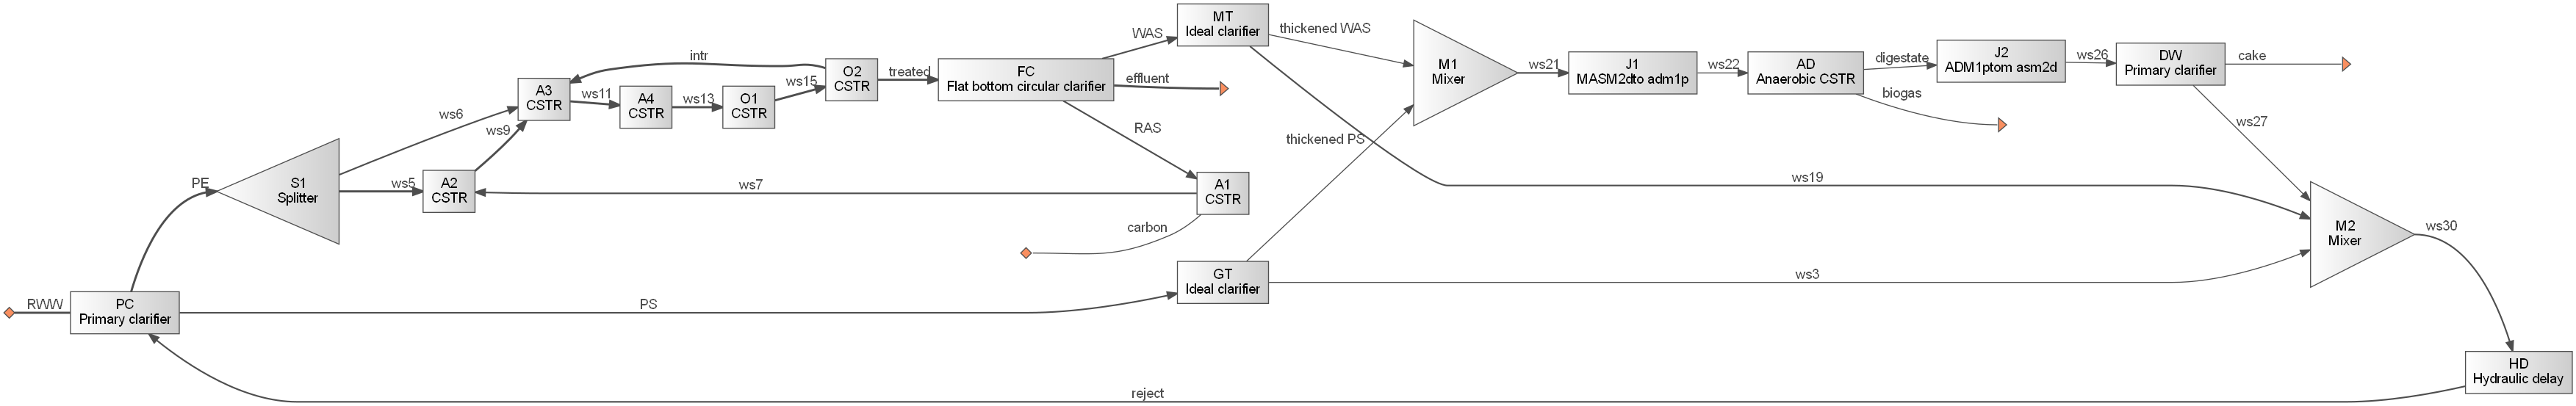 MT
Ideal clarifier
thickened WAS
WAS
intr
O2
CSTR
treated
FC
Flat bottom circular clarifier
effluent
M1
Mixer
ws21
J1
MASM2dto adm1p
ws22
AD
Anaerobic CSTR
digestate
biogas
J2
ADM1ptom asm2d
ws26
DW
Primary clarifier
cake
ws27
ws15
A3
CSTR
ws11
A4
CSTR
ws13
O1
CSTR
ws6
ws9
RAS
thickened PS
PE
S1
Splitter
ws5
A2
CSTR
ws7
A1
CSTR
carbon
ws19
M2
Mixer
ws30
GT
Ideal clarifier
ws3
RWW
PC
Primary clarifier
PS
HD
Hydraulic delay
reject